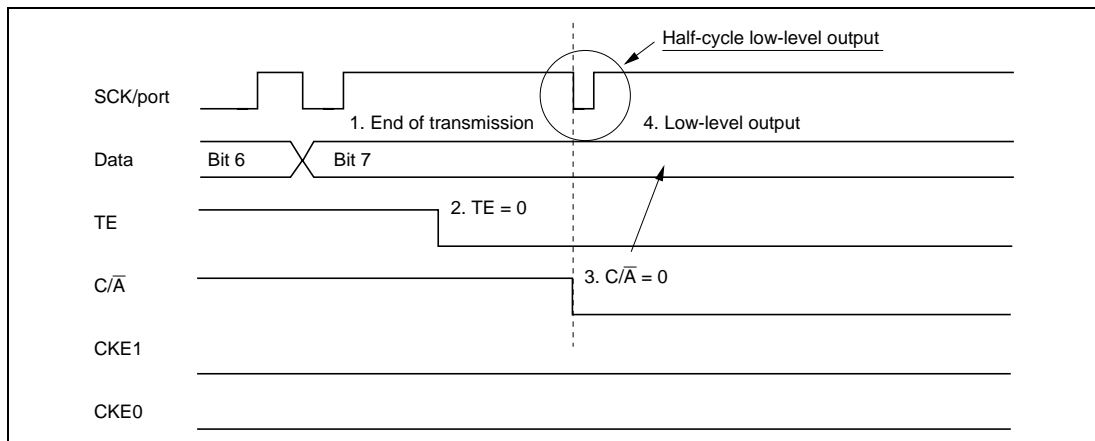 Half-cycle low-level output
SCK/port
1. End of transmission
4. Low-level output
Data
Bit 6
Bit 7
TE
2. TE = 0
C/A̅
3. C/A̅ = 0
CKE1
CKE0